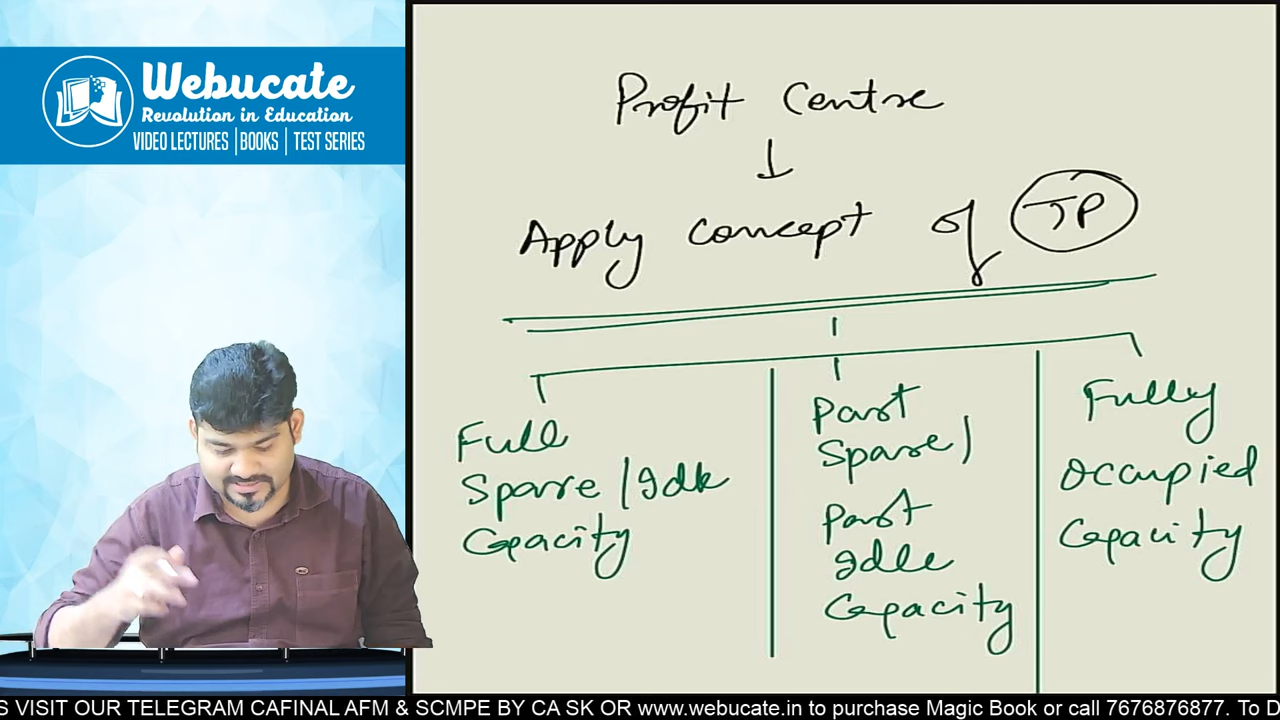 Webucate
Revolution in Education
VIDEO LECTURES | BOOKS | TEST SERIES
Profit Centre
Apply concept of TP
Full
Spare / Idle
Capacity
Part
Spare /
Part
Idle
Capacity
Fully
Occupied
Capacity
S VISIT OUR TELEGRAM CAFINAL AFM & SCMPE BY CA SK OR www.webucate.in to purchase Magic Book or call 7676876877. To D